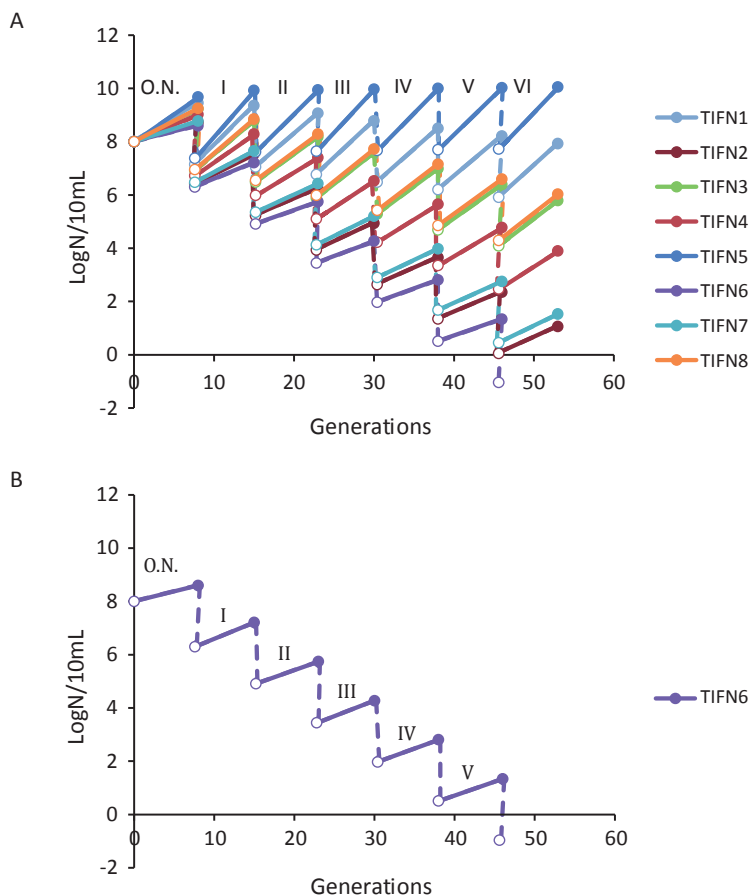 A
LogN/10mL
12
10
8
6
4
2
0
-2
O.N. I II III IV V VI
0 10 20 30 40 50 60
Generations
TIFN1
TIFN2
TIFN3
TIFN4
TIFN5
TIFN6
TIFN7
TIFN8
B
LogN/10mL
12
10
8
6
4
2
0
-2
O.N.
I
II
III
IV
V
0 10 20 30 40 50 60
Generations
TIFN6